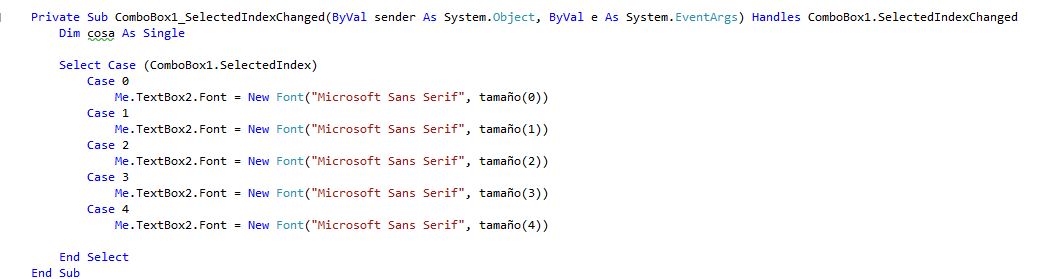 Private Sub ComboBox1_SelectedIndexChanged(ByVal sender As System.Object, ByVal e As System.EventArgs) Handles ComboBox1.SelectedIndexChanged
Dim cosa As Single
Select Case (ComboBox1.SelectedIndex)
Case 0
Me.TextBox2.Font = New Font("Microsoft Sans Serif", tamaño(0))
Case 1
Me.TextBox2.Font = New Font("Microsoft Sans Serif", tamaño(1))
Case 2
Me.TextBox2.Font = New Font("Microsoft Sans Serif", tamaño(2))
Case 3
Me.TextBox2.Font = New Font("Microsoft Sans Serif", tamaño(3))
Case 4
Me.TextBox2.Font = New Font("Microsoft Sans Serif", tamaño(4))
End Select
End Sub